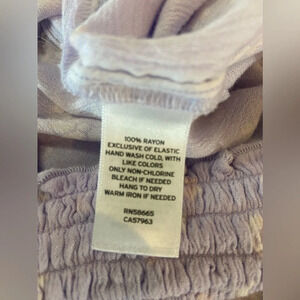 100% RAYON
EXCLUSIVE OF ELASTIC
HAND WASH COLD, WITH
LIKE COLORS
ONLY NON-CHLORINE
BLEACH IF NEEDED
HANG TO DRY
WARM IRON IF NEEDED
RN58665
CA57963